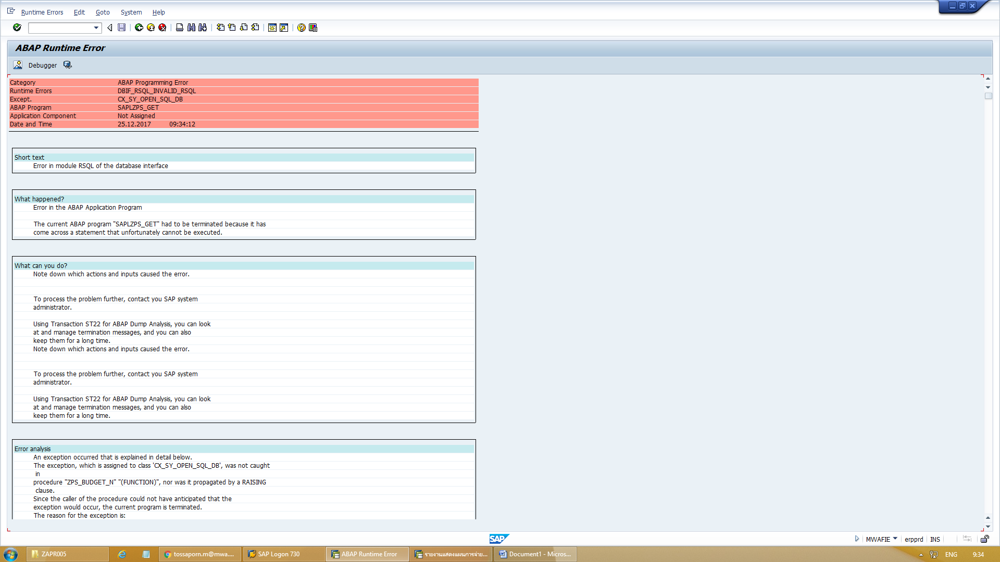 Runtime Errors Edit Goto System Help
ABAP Runtime Error
Debugger
Category ABAP Programming Error
Runtime Errors DBIF_RSQL_INVALID_RSQL
Except. CX_SY_OPEN_SQL_DB
ABAP Program SAPLZPS_GET
Application Component Not Assigned
Date and Time 25.12.2017 09:34:12
Short text
Error in module RSQL of the database interface
What happened?
Error in the ABAP Application Program
The current ABAP program "SAPLZPS_GET" had to be terminated because it has
come across a statement that unfortunately cannot be executed.
What can you do?
Note down which actions and inputs caused the error.
To process the problem further, contact you SAP system
administrator.
Using Transaction ST22 for ABAP Dump Analysis, you can look
at and manage termination messages, and you can also
keep them for a long time.
Note down which actions and inputs caused the error.
To process the problem further, contact you SAP system
administrator.
Using Transaction ST22 for ABAP Dump Analysis, you can look
at and manage termination messages, and you can also
keep them for a long time.
Error analysis
An exception occurred that is explained in detail below.
The exception, which is assigned to class 'CX_SY_OPEN_SQL_DB', was not caught
in
procedure "ZPS_BUDGET_N" "(FUNCTION)", nor was it propagated by a RAISING
clause.
Since the caller of the procedure could not have anticipated that the
exception would occur, the current program is terminated.
The reason for the exception is:
SAP
MWAFIE erpprd INS
ZAPR005 tossaporn.m@mwa.... SAP Logon 730 ABAP Runtime Error รายงานแสดงแผนการจ่าย... Document1 - Micros... ENG 9:34